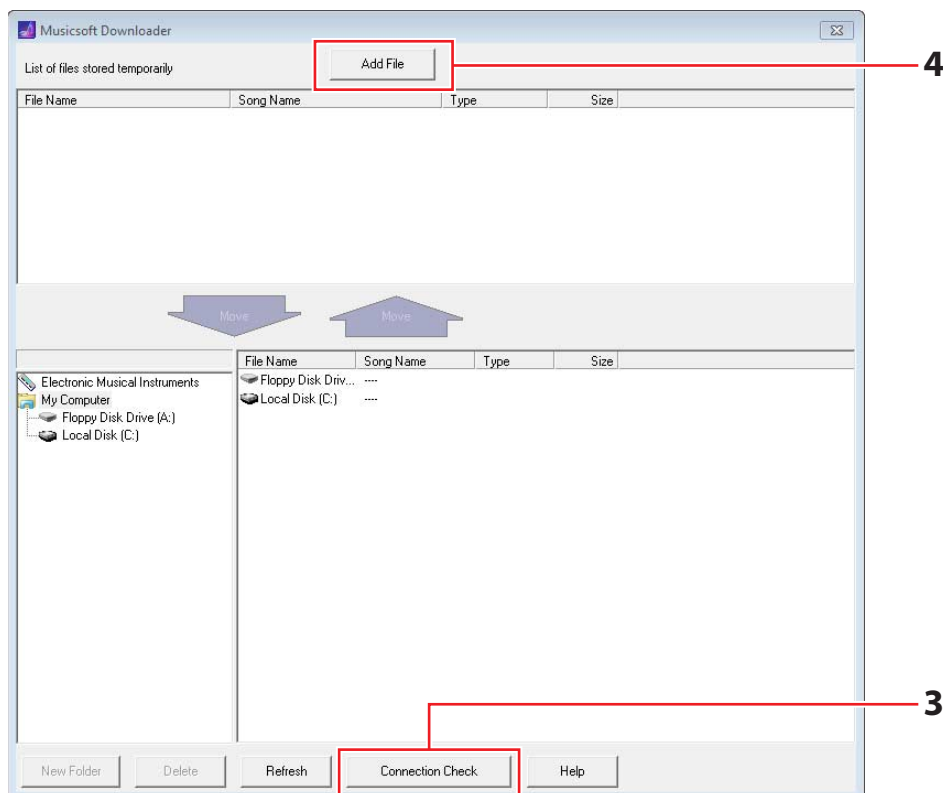 Musicsoft Downloader
List of files stored temporarily
Add File
4
File Name Song Name Type Size
Move Move
File Name Song Name Type Size
Electronic Musical Instruments
My Computer
Floppy Disk Drive (A:)
Local Disk (C:)
Floppy Disk Driv... ----
Local Disk (C:) ----
3
New Folder Delete Refresh Connection Check Help